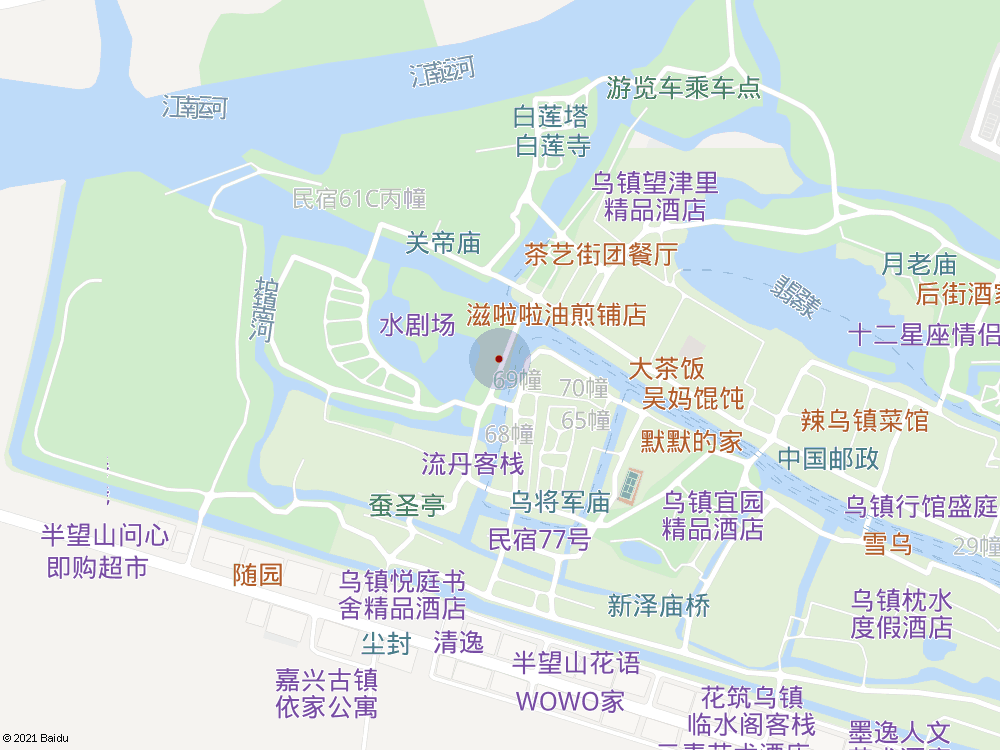 江南运河
江南运河
游览车乘车点
白莲塔
白莲寺
乌镇望津里
精品酒店
民宿61C丙幢
关帝庙
茶艺街团餐厅
月老庙
后街酒家
护镇河
水剧场
滋啦啦油煎铺店
十二星座情侣
大茶饭
69幢
70幢
吴妈馄饨
65幢
辣乌镇菜馆
68幢
默默的家
流丹客栈
中国邮政
蚕圣亭
乌将军庙
乌镇宜园
精品酒店
乌镇行馆盛庭
半望山问心
民宿77号
雪乌
29幢
即购超市
随园
乌镇悦庭书
舍精品酒店
新泽庙桥
乌镇枕水
度假酒店
尘封
清逸
半望山花语
嘉兴古镇
依家公寓
WOWO家
花筑乌镇
临水阁客栈
墨逸人文
© 2021 Baidu